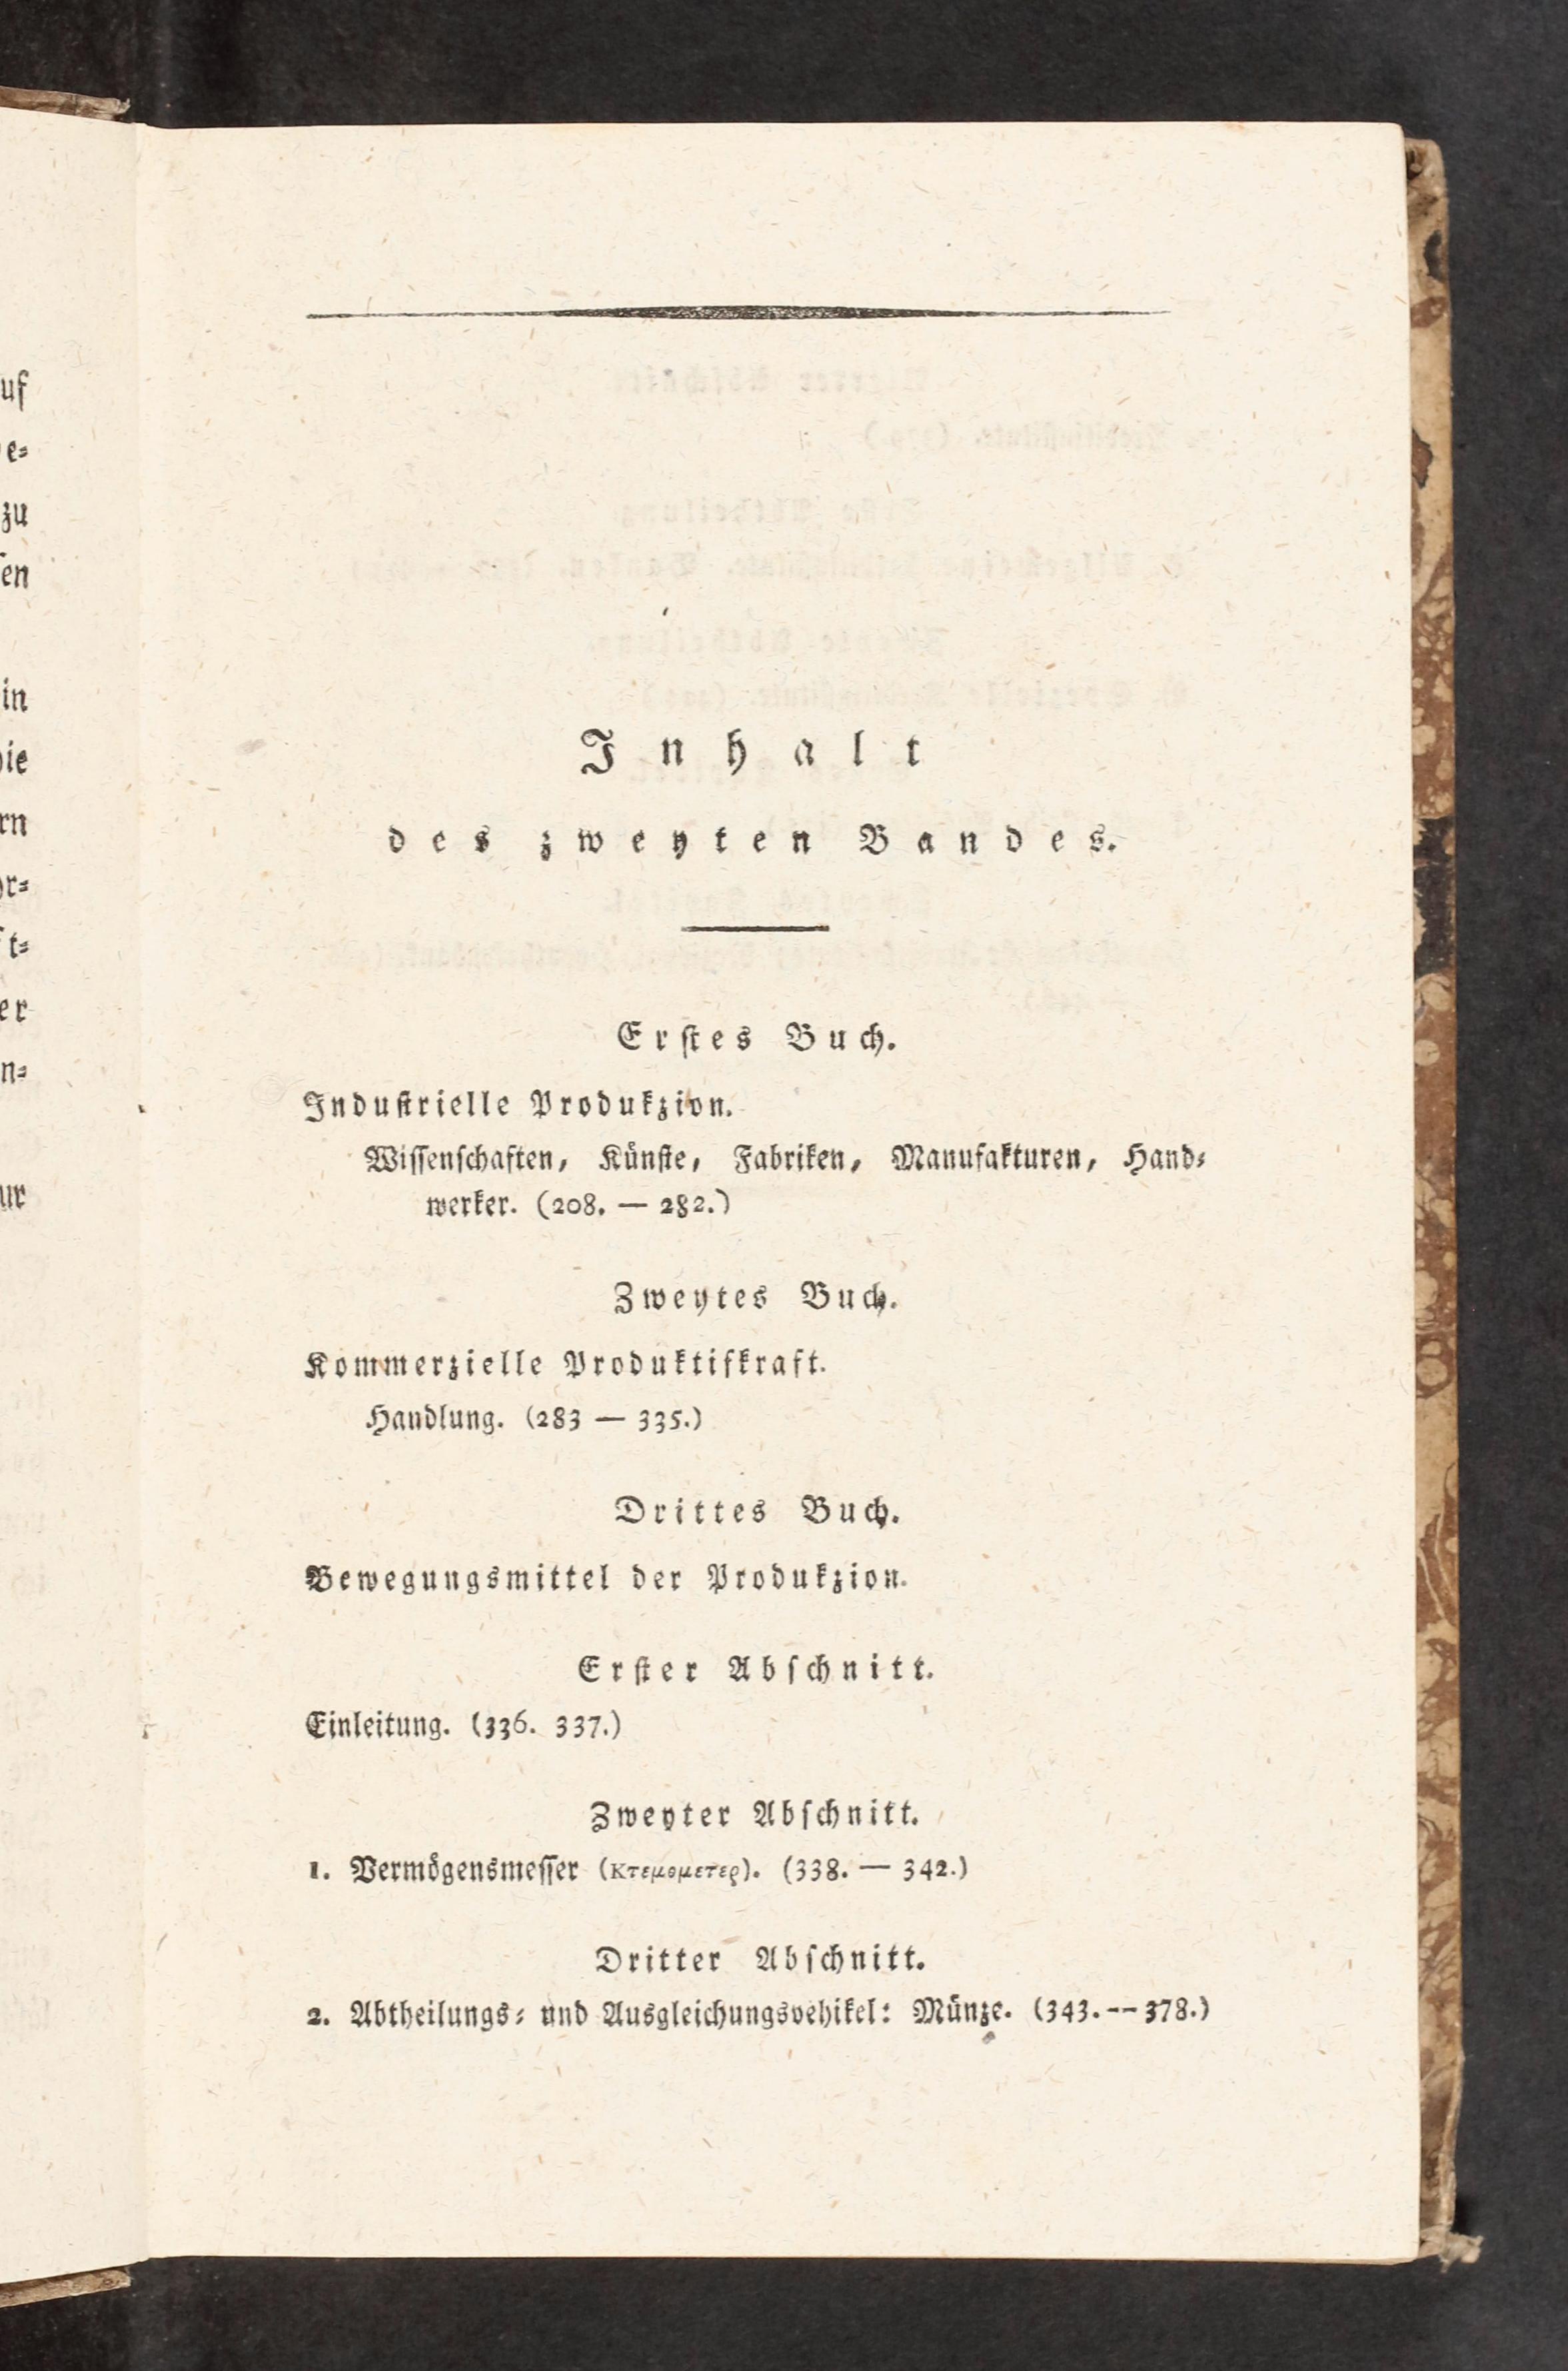 Inhalt
des zweyten Bandes.
Erſtes Buch.
Induſtrielle Produkzion.
Wiſſenſchaften, Künſte, Fabriken, Manufakturen, Hand-
werker. (208. — 282.)
Zweytes Buch.
Kommerzielle Produktifkraft.
Handlung. (283 — 335.)
Drittes Buch.
Bewegungsmittel der Produkzion.
Erſter Abſchnitt.
Einleitung. (336. 337.)
Zweyter Abſchnitt.
1. Vermögensmeſſer (Κτεμομετερ). (338. — 342.)
Dritter Abſchnitt.
2. Abtheilungs- und Ausgleichungsvehikel: Münze. (343. -- 378.)